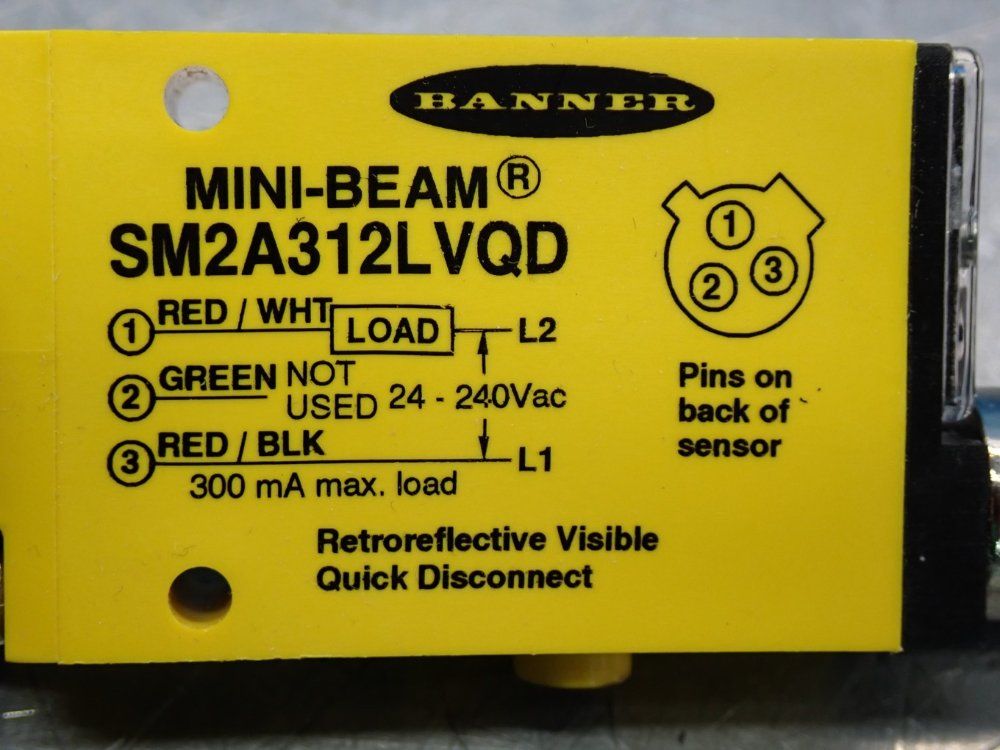 BANNER
MINI-BEAM®
SM2A312LVQD
① RED / WHT LOAD L2
② GREEN NOT USED 24 - 240Vac
③ RED / BLK L1
300 mA max. load
Retroreflective Visible
Quick Disconnect
①
② ③
Pins on
back of
sensor